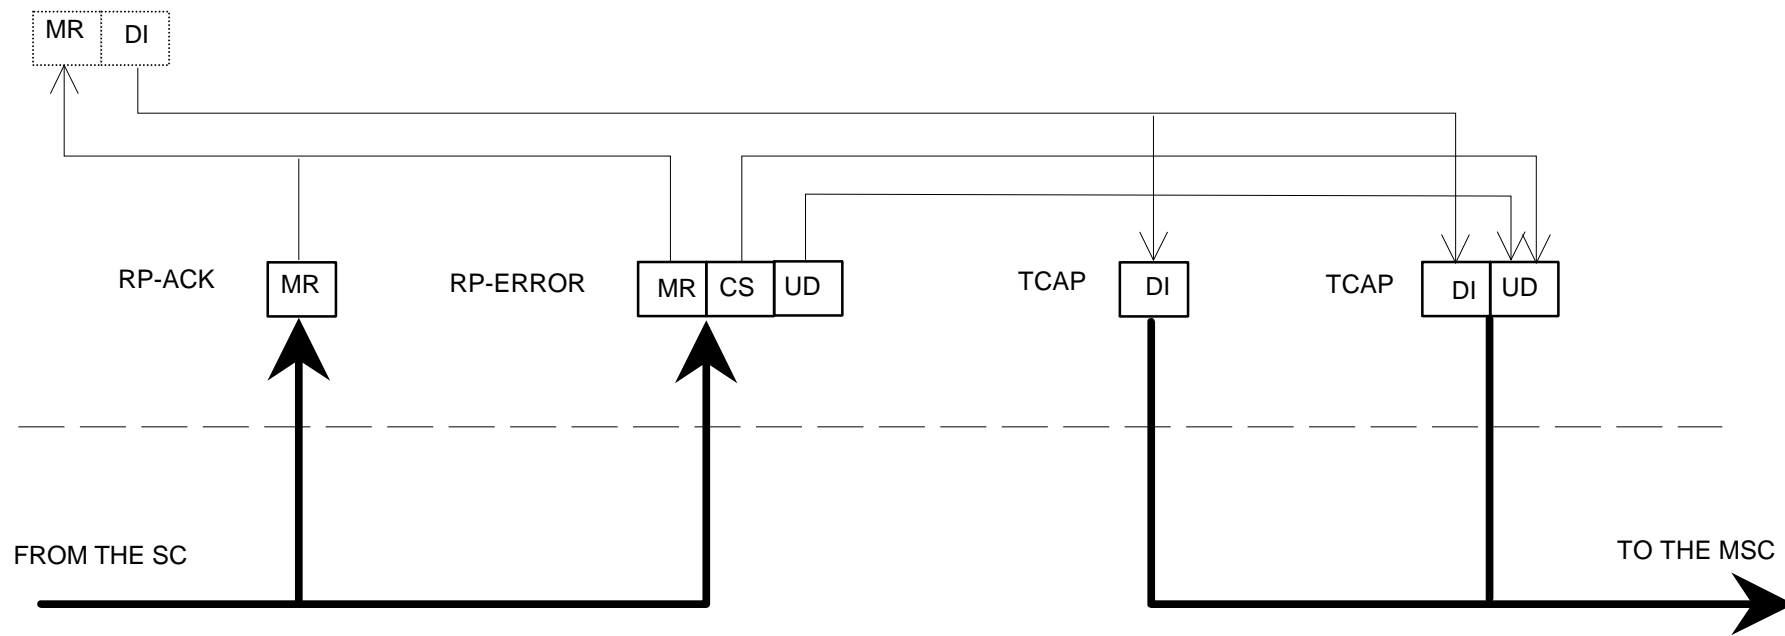 MR DI
RP-ACK MR RP-ERROR MR CS UD TCAP DI TCAP DI UD
FROM THE SC TO THE MSC